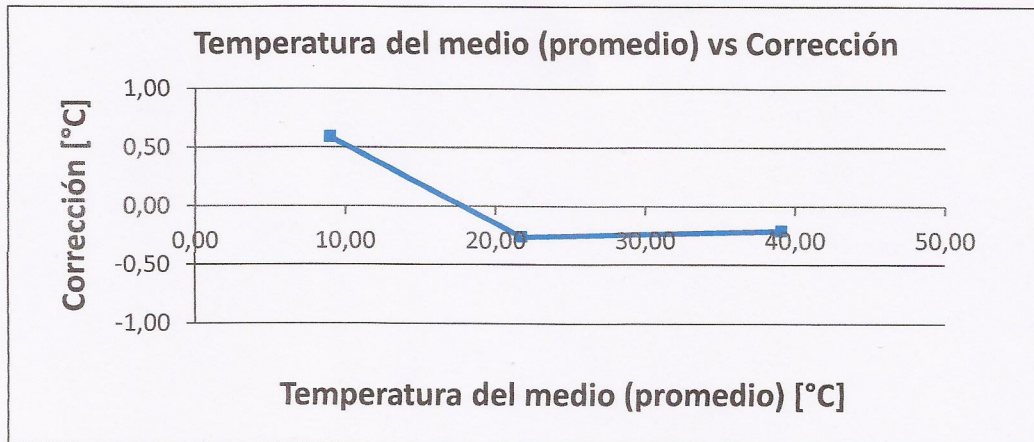 Temperatura del medio (promedio) vs Corrección
Corrección [°C]
1,00
0,50
0,00
-0,50
-1,00
0,00 10,00 20,00 30,00 40,00 50,00
Temperatura del medio (promedio) [°C]